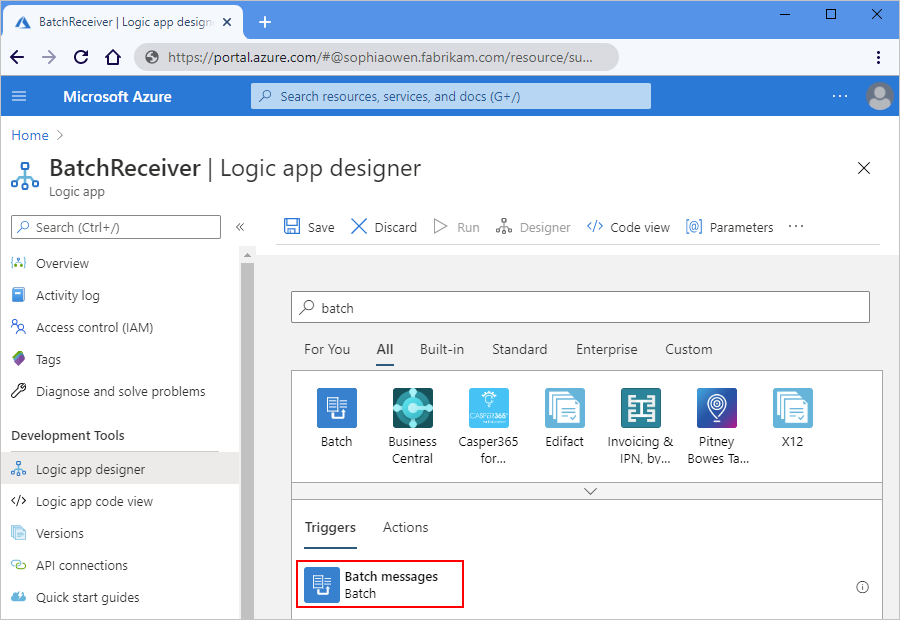 BatchReceiver | Logic app design
https://portal.azure.com/#@sophiaowen.fabrikam.com/resource/su...
Microsoft Azure
Search resources, services, and docs (G+/)
...
Home >
BatchReceiver | Logic app designer
Logic app
Search (Ctrl+/)
«
Save
Discard
Run
Designer
</> Code view
[@] Parameters
...
Overview
Activity log
Access control (IAM)
Tags
Diagnose and solve problems
Development Tools
Logic app designer
</> Logic app code view
Versions
API connections
Quick start guides
batch
For You
All
Built-in
Standard
Enterprise
Custom
Batch
Business
Central
CASPER365
Casper365
for...
Edifact
Invoicing &
IPN, by...
Pitney
Bowes Ta...
X12
Triggers
Actions
Batch messages
Batch